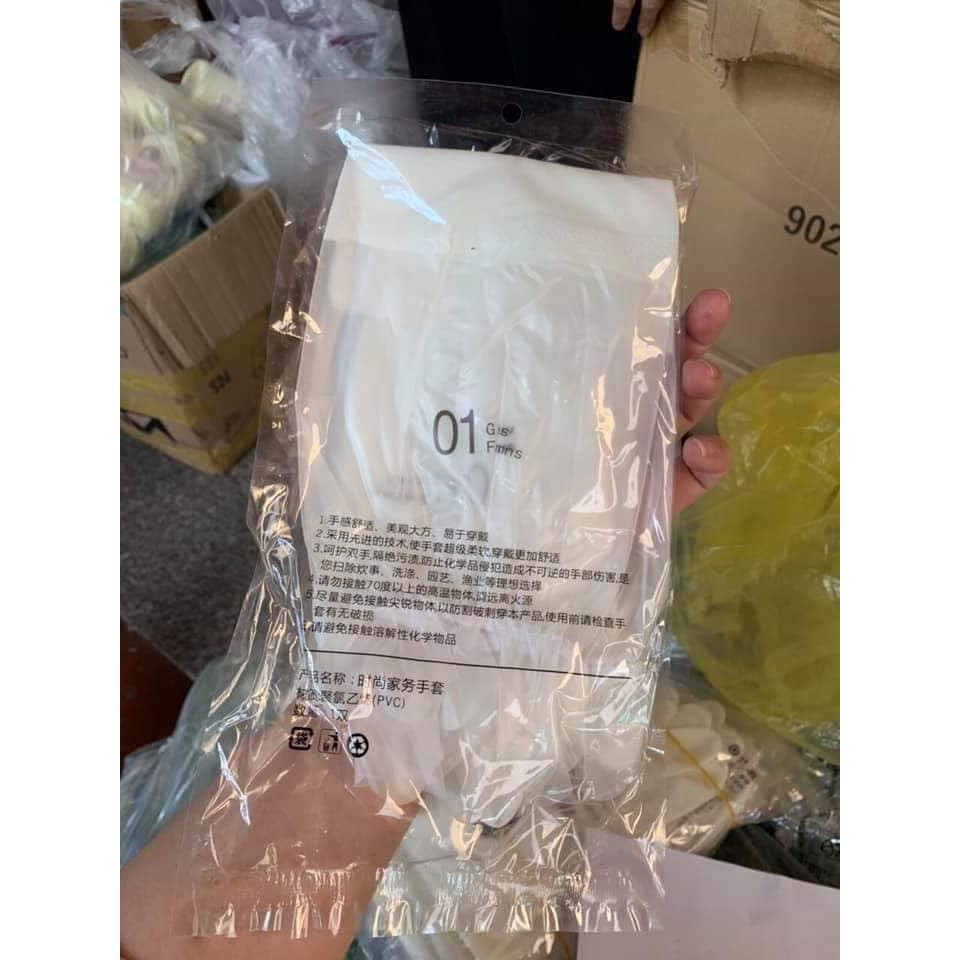 902
01
1.手感舒适、美观大方、易于穿戴
2.采用先进的技术,使手套超级柔软,穿戴更加舒适
3.呵护双手,隔绝污渍,防止化学品侵犯造成不可逆的手部伤害,是
您扫除炊事、洗涤、园艺、渔业等理想选择
4.请勿接触70度以上的高温物体,请远离火源
5.尽量避免接触尖锐物体,以防割破刺穿本产品,使用前请检查手
套有无破损
请避免接触溶解性化学物品
产品名称：时尚家务手套
聚氯乙烯(PVC)
数量 1双
袋